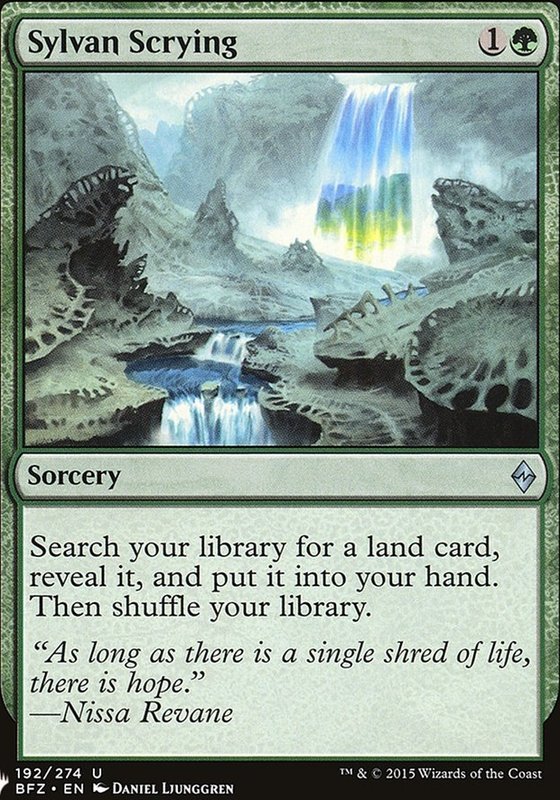 Sylvan Scrying 1
Sorcery
Search your library for a land card,
reveal it, and put it into your hand.
Then shuffle your library.
“As long as there is a single shred of life,
there is hope.”
—Nissa Revane
192/274 U
BFZ • EN Daniel Ljunggren
™ & © 2015 Wizards of the Coast